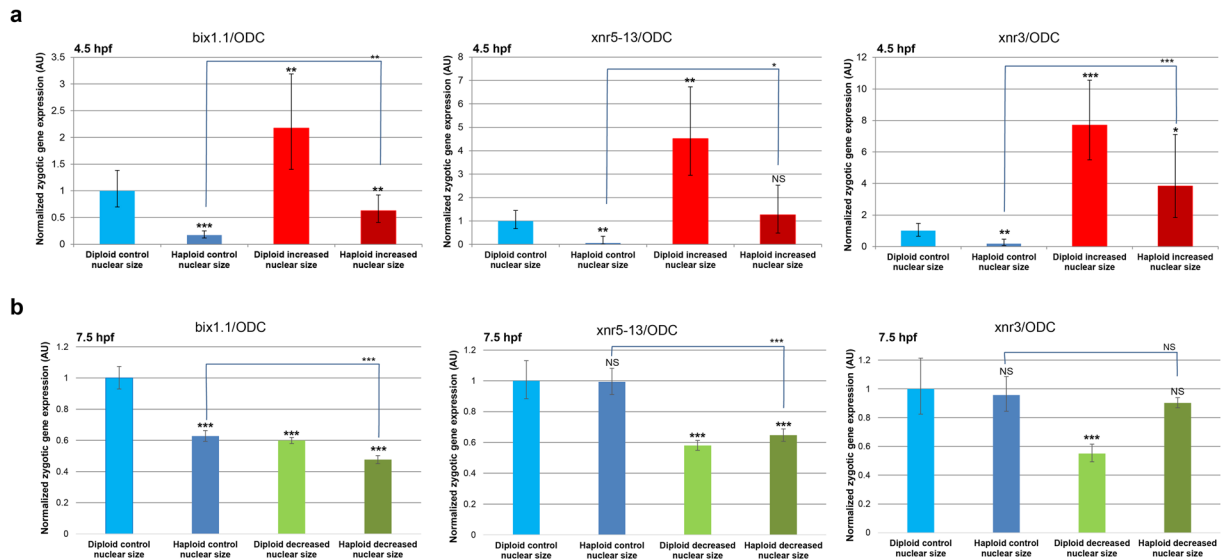 a
bix1.1/ODC
4.5 hpf
Normalized zygotic gene expression (AU)
3.5
3
2.5
2
1.5
1
0.5
0
***
**
**
**
Diploid control nuclear size
Haploid control nuclear size
Diploid increased nuclear size
Haploid increased nuclear size
xnr5-13/ODC
4.5 hpf
Normalized zygotic gene expression (AU)
8
7
6
5
4
3
2
1
0
**
**
*
NS
Diploid control nuclear size
Haploid control nuclear size
Diploid increased nuclear size
Haploid increased nuclear size
xnr3/ODC
4.5 hpf
Normalized zygotic gene expression (AU)
12
10
8
6
4
2
0
**
***
***
*
Diploid control nuclear size
Haploid control nuclear size
Diploid increased nuclear size
Haploid increased nuclear size
b
bix1.1/ODC
7.5 hpf
Normalized zygotic gene expression (AU)
1.2
1
0.8
0.6
0.4
0.2
0
***
***
***
***
Diploid control nuclear size
Haploid control nuclear size
Diploid decreased nuclear size
Haploid decreased nuclear size
xnr5-13/ODC
7.5 hpf
Normalized zygotic gene expression (AU)
1.2
1
0.8
0.6
0.4
0.2
0
NS
***
***
***
Diploid control nuclear size
Haploid control nuclear size
Diploid decreased nuclear size
Haploid decreased nuclear size
xnr3/ODC
7.5 hpf
Normalized zygotic gene expression (AU)
1.2
1
0.8
0.6
0.4
0.2
0
NS
***
NS
NS
Diploid control nuclear size
Haploid control nuclear size
Diploid decreased nuclear size
Haploid decreased nuclear size